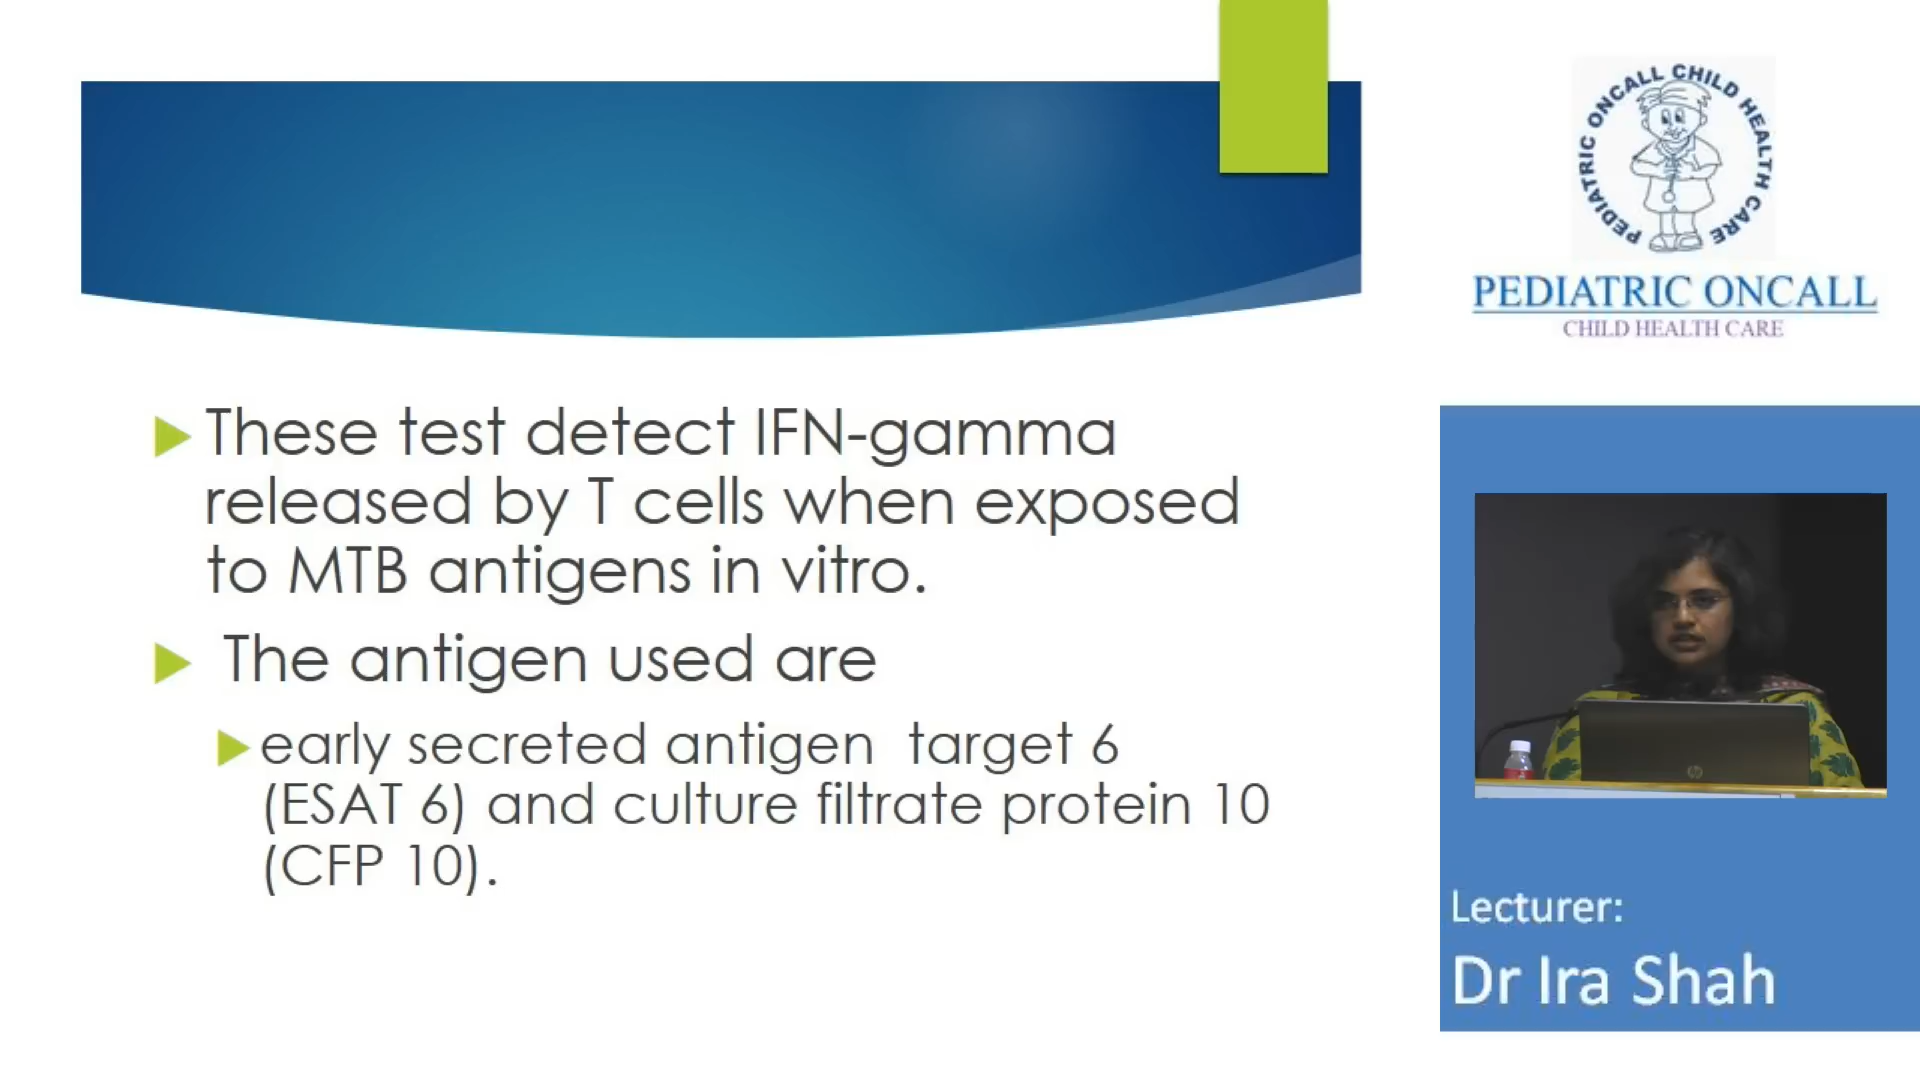 These test detect IFN-gamma
released by T cells when exposed
to MTB antigens in vitro.
The antigen used are
early secreted antigen target 6
(ESAT 6) and culture filtrate protein 10
(CFP 10).
PEDIATRIC ONCALL CHILD HEALTH CARE
PEDIATRIC ONCALL
CHILD HEALTH CARE
hp
Lecturer:
Dr Ira Shah